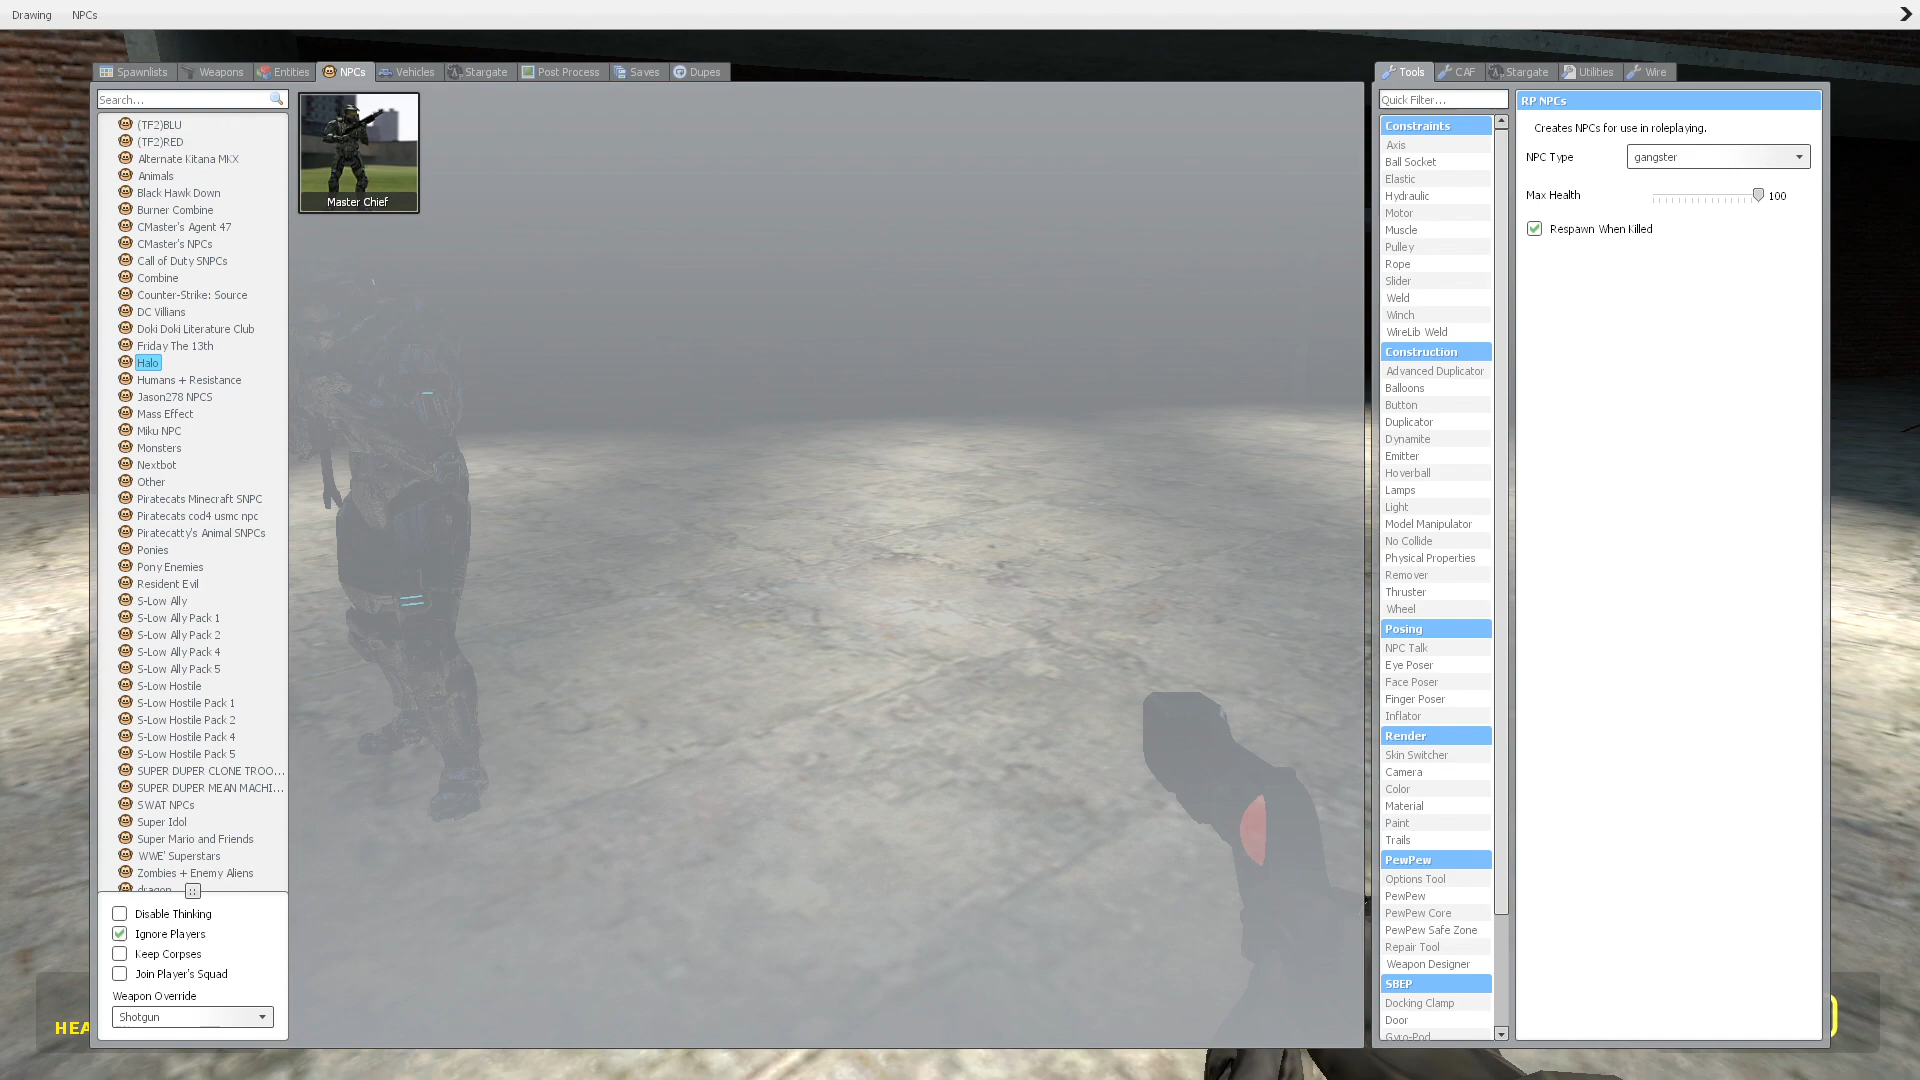 Drawing NPCs
Spawnlists Weapons Entities NPCs Vehicles Stargate Post Process Saves Dupes
Search...
(TF2)BLU
(TF2)RED
Alternate Kitana MKX
Animals
Black Hawk Down
Burner Combine
CMaster's Agent 47
CMaster's NPCs
Call of Duty SNPCs
Combine
Counter-Strike: Source
DC Villians
Doki Doki Literature Club
Friday The 13th
Halo
Humans + Resistance
Jason278 NPCS
Mass Effect
Miku NPC
Monsters
Nextbot
Other
Piratecats Minecraft SNPC
Piratecats cod4 usmc npc
Piratecatty's Animal SNPCs
Ponies
Pony Enemies
Resident Evil
S-Low Ally
S-Low Ally Pack 1
S-Low Ally Pack 2
S-Low Ally Pack 4
S-Low Ally Pack 5
S-Low Hostile
S-Low Hostile Pack 1
S-Low Hostile Pack 2
S-Low Hostile Pack 4
S-Low Hostile Pack 5
SUPER DUPER CLONE TROO...
SUPER DUPER MEAN MACHI...
SWAT NPCs
Super Idol
Super Mario and Friends
WWE' Superstars
Zombies + Enemy Aliens
dragon
Disable Thinking
Ignore Players
Keep Corpses
Join Player's Squad
Weapon Override
Shotgun
HEA
Master Chief
Tools CAF Stargate Utilities Wire
Quick Filter...
Constraints
Axis
Ball Socket
Elastic
Hydraulic
Motor
Muscle
Pulley
Rope
Slider
Weld
Winch
WireLib Weld
Construction
Advanced Duplicator
Balloons
Button
Duplicator
Dynamite
Emitter
Hoverball
Lamps
Light
Model Manipulator
No Collide
Physical Properties
Remover
Thruster
Wheel
Posing
NPC Talk
Eye Poser
Face Poser
Finger Poser
Inflator
Render
Skin Switcher
Camera
Color
Material
Paint
Trails
PewPew
Options Tool
PewPew
PewPew Core
PewPew Safe Zone
Repair Tool
Weapon Designer
SBEP
Docking Clamp
Door
Gyro-Pod
RP NPCs
Creates NPCs for use in roleplaying.
NPC Type gangster
Max Health 100
Respawn When Killed